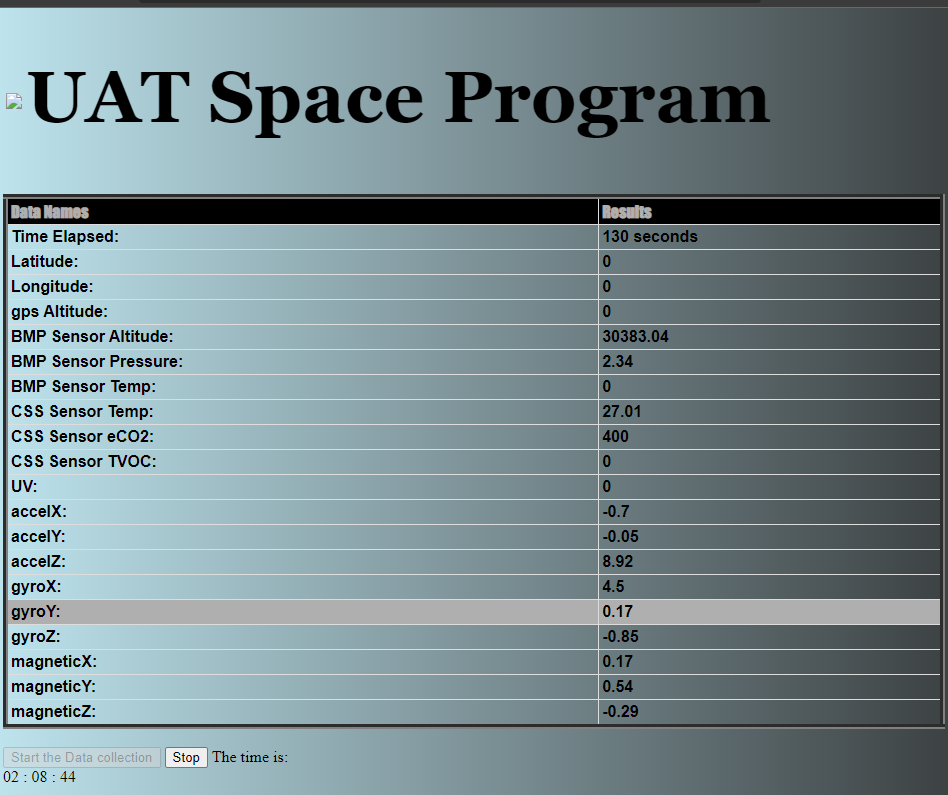 UAT Space Program
Data Names Results
Time Elapsed: 130 seconds
Latitude: 0
Longitude: 0
gps Altitude: 0
BMP Sensor Altitude: 30383.04
BMP Sensor Pressure: 2.34
BMP Sensor Temp: 0
CSS Sensor Temp: 27.01
CSS Sensor eCO2: 400
CSS Sensor TVOC: 0
UV: 0
accelX: -0.7
accelY: -0.05
accelZ: 8.92
gyroX: 4.5
gyroY: 0.17
gyroZ: -0.85
magneticX: 0.17
magneticY: 0.54
magneticZ: -0.29
Start the Data collection Stop The time is:
02 : 08 : 44